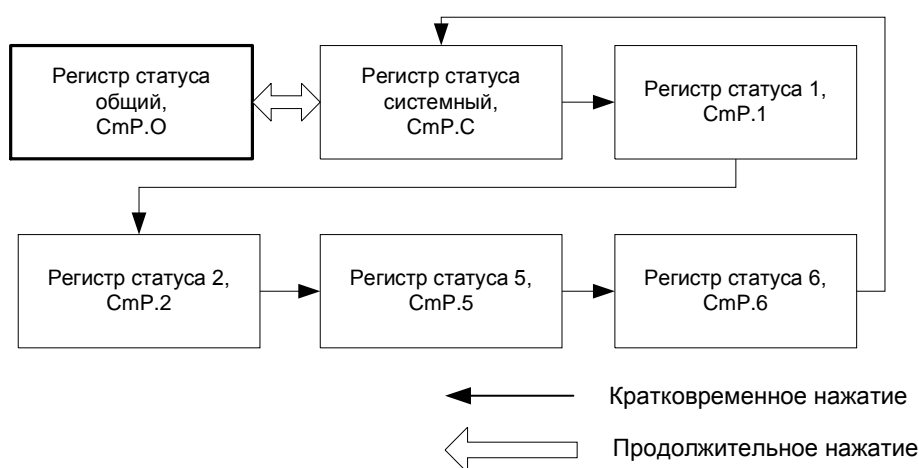 Регистр статуса
общий,
СтР.О
Регистр статуса
системный,
СтР.С
Регистр статуса 1,
СтР.1
Регистр статуса 2,
СтР.2
Регистр статуса 5,
СтР.5
Регистр статуса 6,
СтР.6
Кратковременное нажатие
Продолжительное нажатие